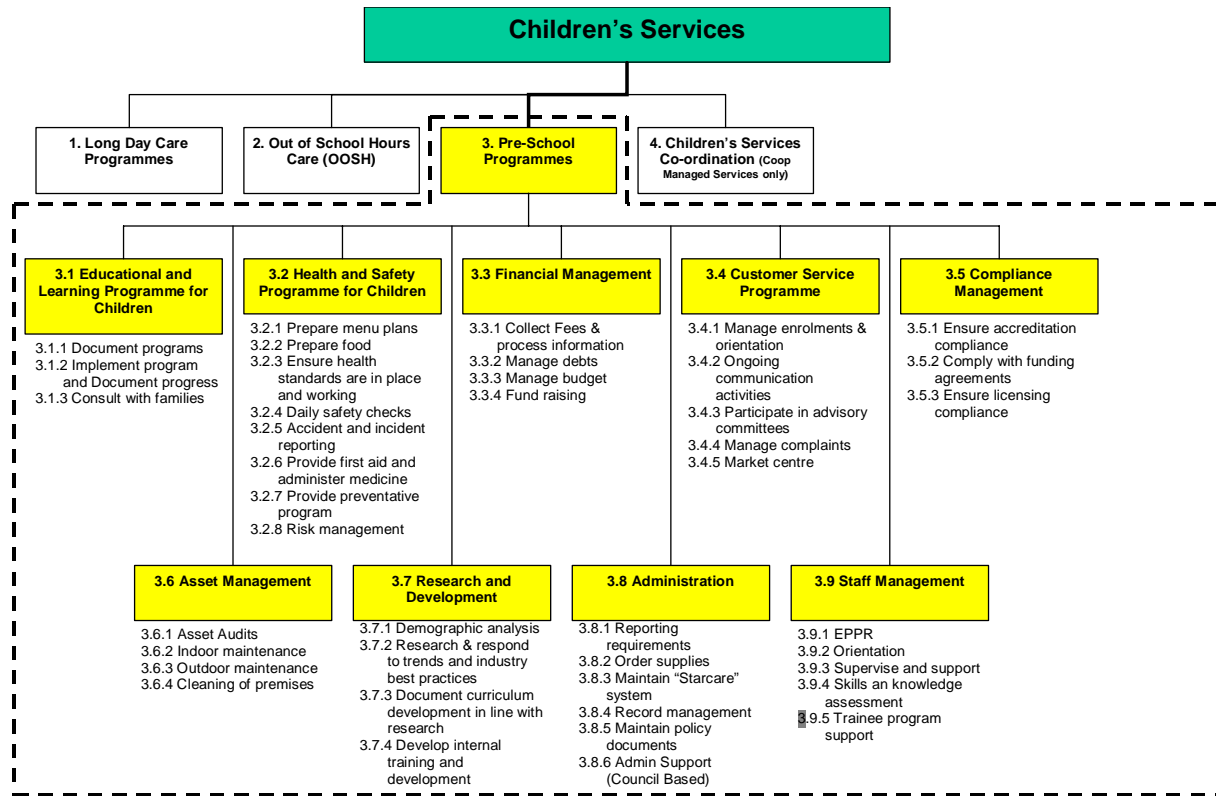 Children's Services
1. Long Day Care
Programmes
2. Out of School Hours
Care (OOSH)
3. Pre-School
Programmes
4. Children's Services
Co-ordination (Coop
Managed Services only)
3.1 Educational and
Learning Programme for
Children
3.1.1 Document programs
3.1.2 Implement program
and Document progress
3.1.3 Consult with families
3.2 Health and Safety
Programme for Children
3.2.1 Prepare menu plans
3.2.2 Prepare food
3.2.3 Ensure health
standards are in place
and working
3.2.4 Daily safety checks
3.2.5 Accident and incident
reporting
3.2.6 Provide first aid and
administer medicine
3.2.7 Provide preventative
program
3.2.8 Risk management
3.3 Financial Management
3.3.1 Collect Fees &
process information
3.3.2 Manage debts
3.3.3 Manage budget
3.3.4 Fund raising
3.4 Customer Service
Programme
3.4.1 Manage enrolments &
orientation
3.4.2 Ongoing
communication
activities
3.4.3 Participate in advisory
committees
3.4.4 Manage complaints
3.4.5 Market centre
3.5 Compliance
Management
3.5.1 Ensure accreditation
compliance
3.5.2 Comply with funding
agreements
3.5.3 Ensure licensing
compliance
3.6 Asset Management
3.6.1 Asset Audits
3.6.2 Indoor maintenance
3.6.3 Outdoor maintenance
3.6.4 Cleaning of premises
3.7 Research and
Development
3.7.1 Demographic analysis
3.7.2 Research & respond
to trends and industry
best practices
3.7.3 Document curriculum
development in line with
research
3.7.4 Develop internal
training and
development
3.8 Administration
3.8.1 Reporting
requirements
3.8.2 Order supplies
3.8.3 Maintain “Starcare”
system
3.8.4 Record management
3.8.5 Maintain policy
documents
3.8.6 Admin Support
(Council Based)
3.9 Staff Management
3.9.1 EPPR
3.9.2 Orientation
3.9.3 Supervise and support
3.9.4 Skills an knowledge
assessment
3.9.5 Trainee program
support